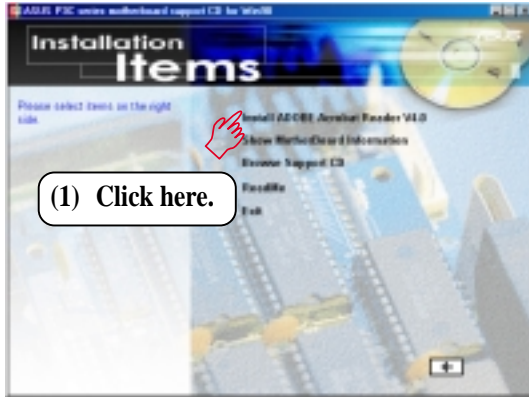 ASUS P3C series motherboard support CD for Win98
Installation
Items
ASUS
Please select items on the right
side.
Install ADOBE Acrobat Reader V4.0
Show MotherBoard Information
Browse Support CD
ReadMe
Exit
(1) Click here.